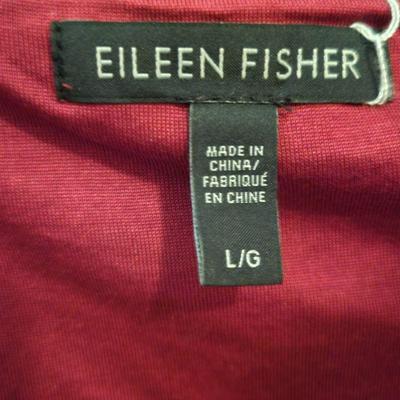 EILEEN FISHER
MADE IN
CHINA/
FABRIQUÉ
EN CHINE
L/G